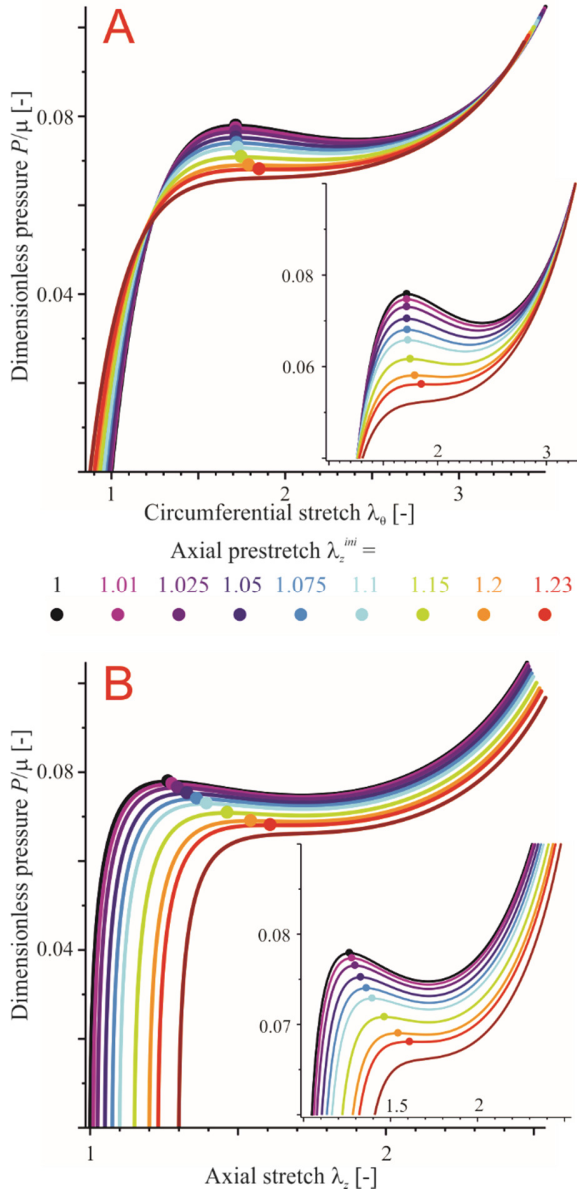 A
Dimensionless pressure P/μ [-]
0.08
0.04
0.08
0.06
2
3
1
2
3
Circumferential stretch λθ [-]
Axial prestretch λz^ini =
1 1.01 1.025 1.05 1.075 1.1 1.15 1.2 1.23
B
Dimensionless pressure P/μ [-]
0.08
0.04
0.08
0.07
1.5
2
1
2
Axial stretch λz [-]